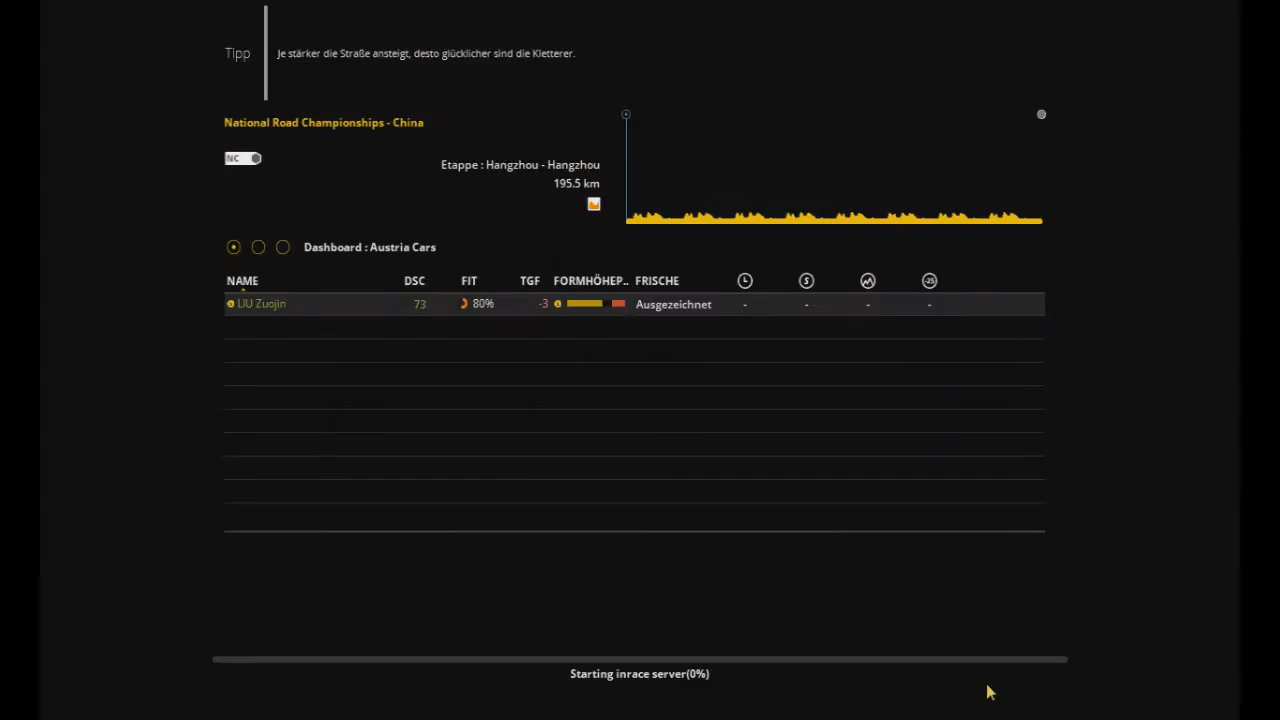 Tipp
Je stärker die Straße ansteigt, desto glücklicher sind die Kletterer.
National Road Championships - China
NC
Etappe : Hangzhou - Hangzhou
195.5 km
Dashboard : Austria Cars
NAME DSC FIT TGF FORMHÖHEP.. FRISCHE L S -25
LIU Zuojin 73 80% -3 Ausgezeichnet - - - -
Starting inrace server(0%)